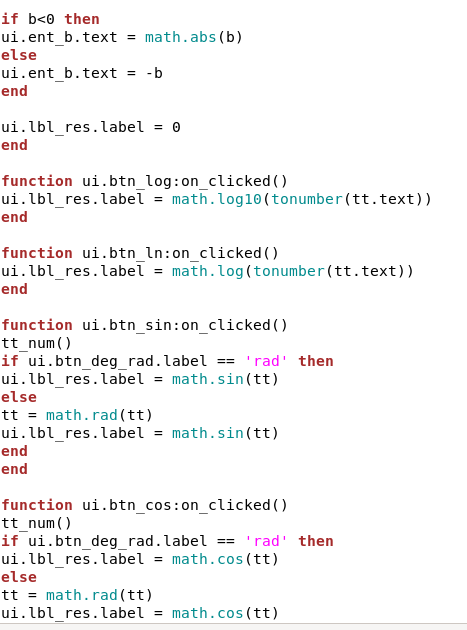 if b<0 then
ui.ent_b.text = math.abs(b)
else
ui.ent_b.text = -b
end

ui.lbl_res.label = 0
end

function ui.btn_log:on_clicked()
ui.lbl_res.label = math.log10(tonumber(tt.text))
end

function ui.btn_ln:on_clicked()
ui.lbl_res.label = math.log(tonumber(tt.text))
end

function ui.btn_sin:on_clicked()
tt_num()
if ui.btn_deg_rad.label == 'rad' then
ui.lbl_res.label = math.sin(tt)
else
tt = math.rad(tt)
ui.lbl_res.label = math.sin(tt)
end
end

function ui.btn_cos:on_clicked()
tt_num()
if ui.btn_deg_rad.label == 'rad' then
ui.lbl_res.label = math.cos(tt)
else
tt = math.rad(tt)
ui.lbl_res.label = math.cos(tt)